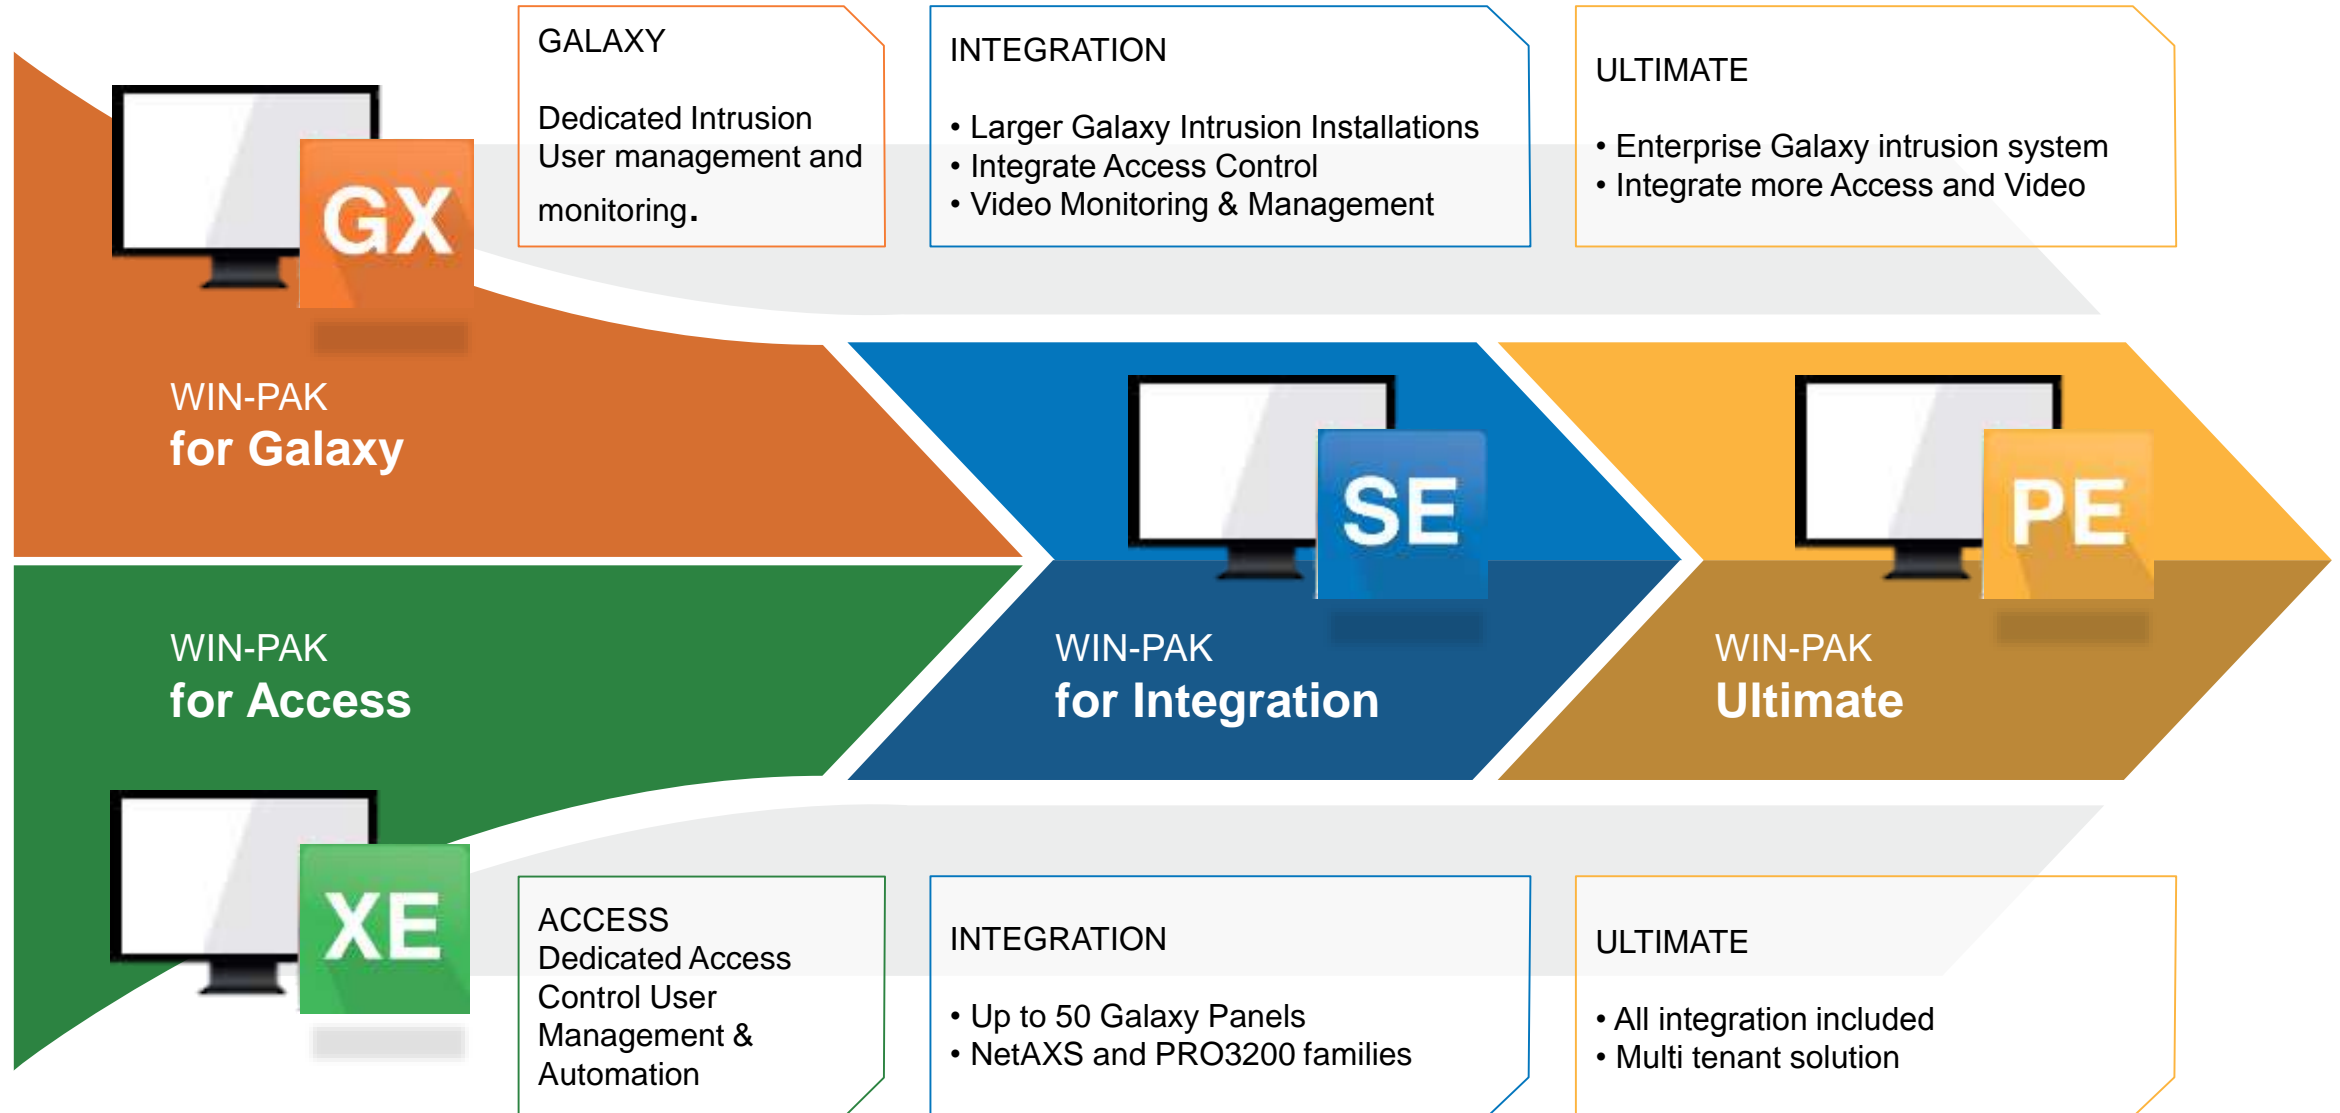 GALAXY
Dedicated Intrusion
User management and
monitoring.
INTEGRATION
• Larger Galaxy Intrusion Installations
• Integrate Access Control
• Video Monitoring & Management
ULTIMATE
• Enterprise Galaxy intrusion system
• Integrate more Access and Video
GX
WIN-PAK
for Galaxy
SE
PE
WIN-PAK
for Access
WIN-PAK
for Integration
WIN-PAK
Ultimate
XE
ACCESS
Dedicated Access
Control User
Management &
Automation
INTEGRATION
• Up to 50 Galaxy Panels
• NetAXS and PRO3200 families
ULTIMATE
• All integration included
• Multi tenant solution